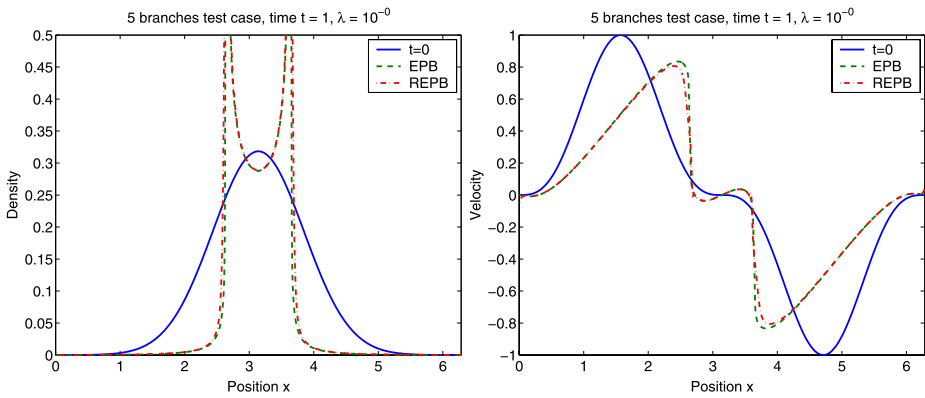 5 branches test case, time t = 1, λ = 10⁻⁰
0.5
0.45
0.4
0.35
0.3
0.25
0.2
0.15
0.1
0.05
0
Density
0 1 2 3 4 5 6
Position x
t=0
EPB
REPB
5 branches test case, time t = 1, λ = 10⁻⁰
1
0.8
0.6
0.4
0.2
0
−0.2
−0.4
−0.6
−0.8
−1
Velocity
0 1 2 3 4 5 6
Position x
t=0
EPB
REPB